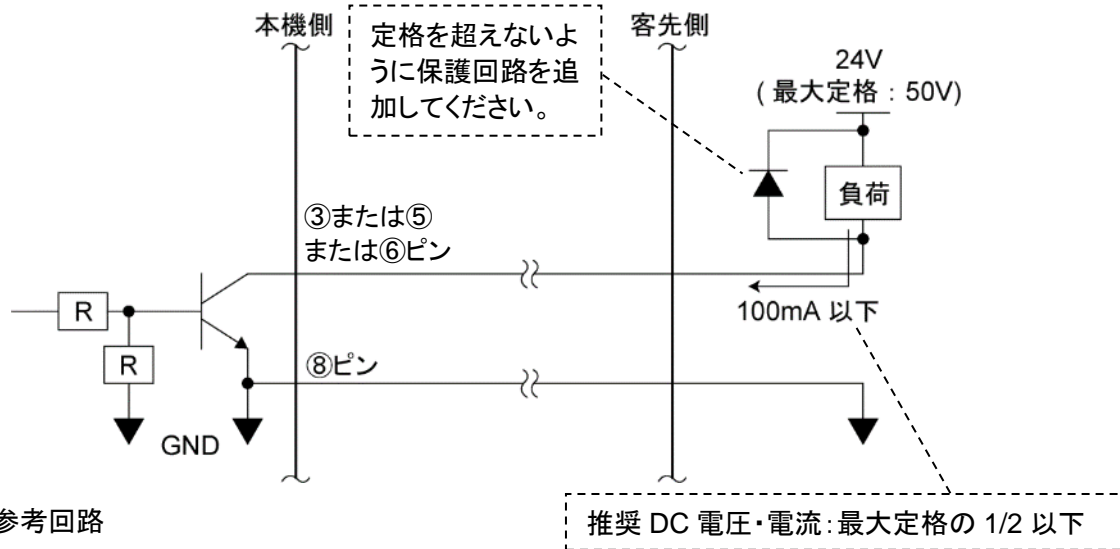 本機側
客先側
定格を超えないよ
うに保護回路を追
加してください。
24V
( 最大定格 : 50V)
負荷
③または⑤
または⑥ピン
100mA 以下
R
R
⑧ピン
GND
参考回路
推奨 DC 電圧・電流：最大定格の 1/2 以下